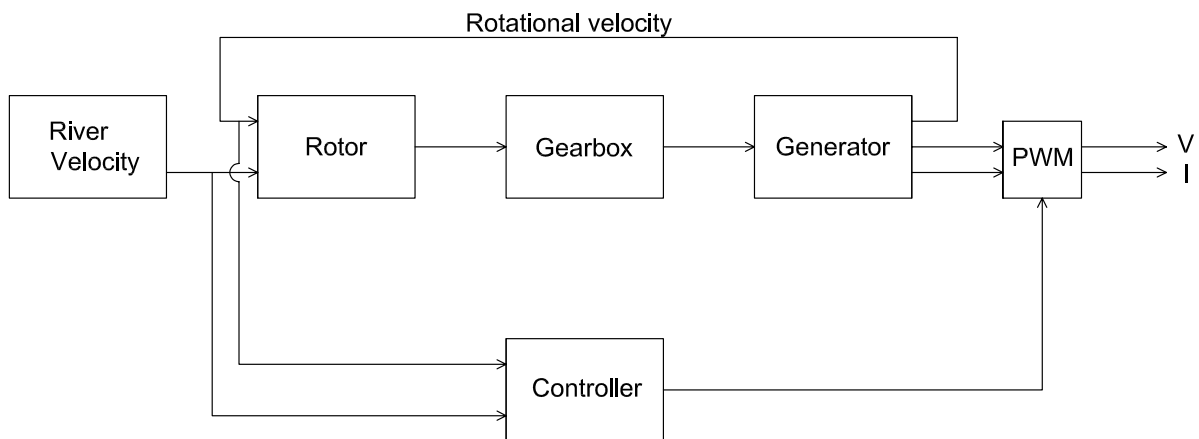 Rotational velocity
River
Velocity
Rotor
Gearbox
Generator
PWM
V
I
Controller